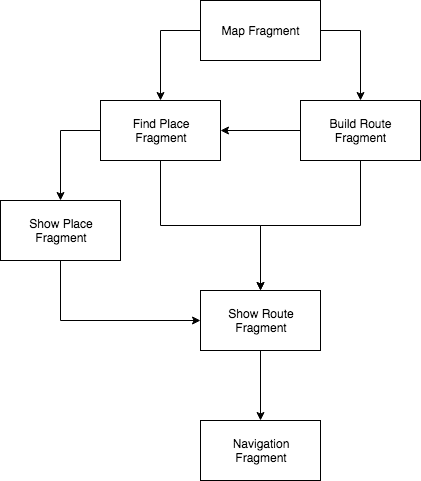 Map Fragment
Find Place
Fragment
Build Route
Fragment
Show Place
Fragment
Show Route
Fragment
Navigation
Fragment